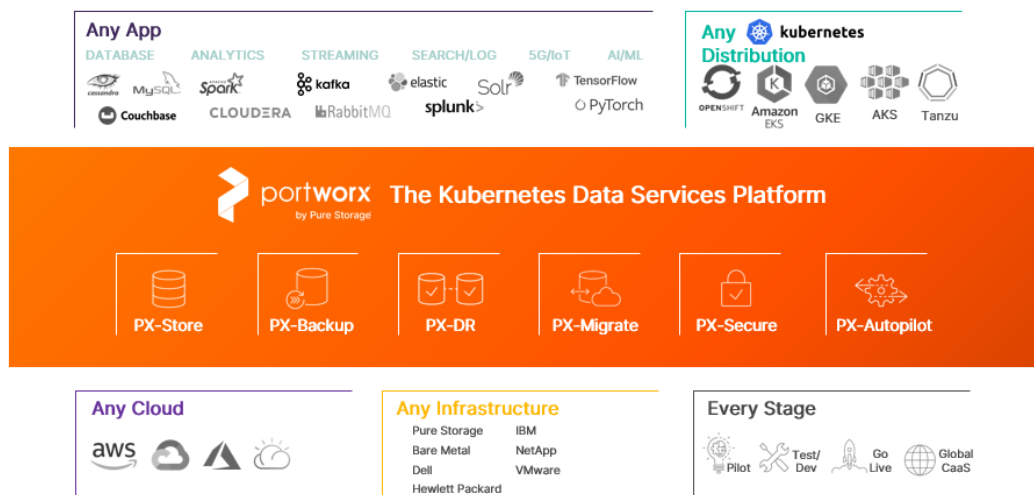 Any App
DATABASE ANALYTICS STREAMING SEARCH/LOG 5G/IoT AI/ML
cassandra MySQL APACHE Spark kafka elastic Solr TensorFlow
Couchbase CLOUDERA RabbitMQ splunk> PyTorch
Any kubernetes
Distribution
OPENSHIFT Amazon EKS GKE AKS Tanzu
portworx The Kubernetes Data Services Platform
by Pure Storage
PX-Store PX-Backup PX-DR PX-Migrate PX-Secure PX-Autopilot
Any Cloud
aws
Any Infrastructure
Pure Storage IBM
Bare Metal NetApp
Dell VMware
Hewlett Packard
Every Stage
Pilot Test/ Dev Go Live Global CaaS